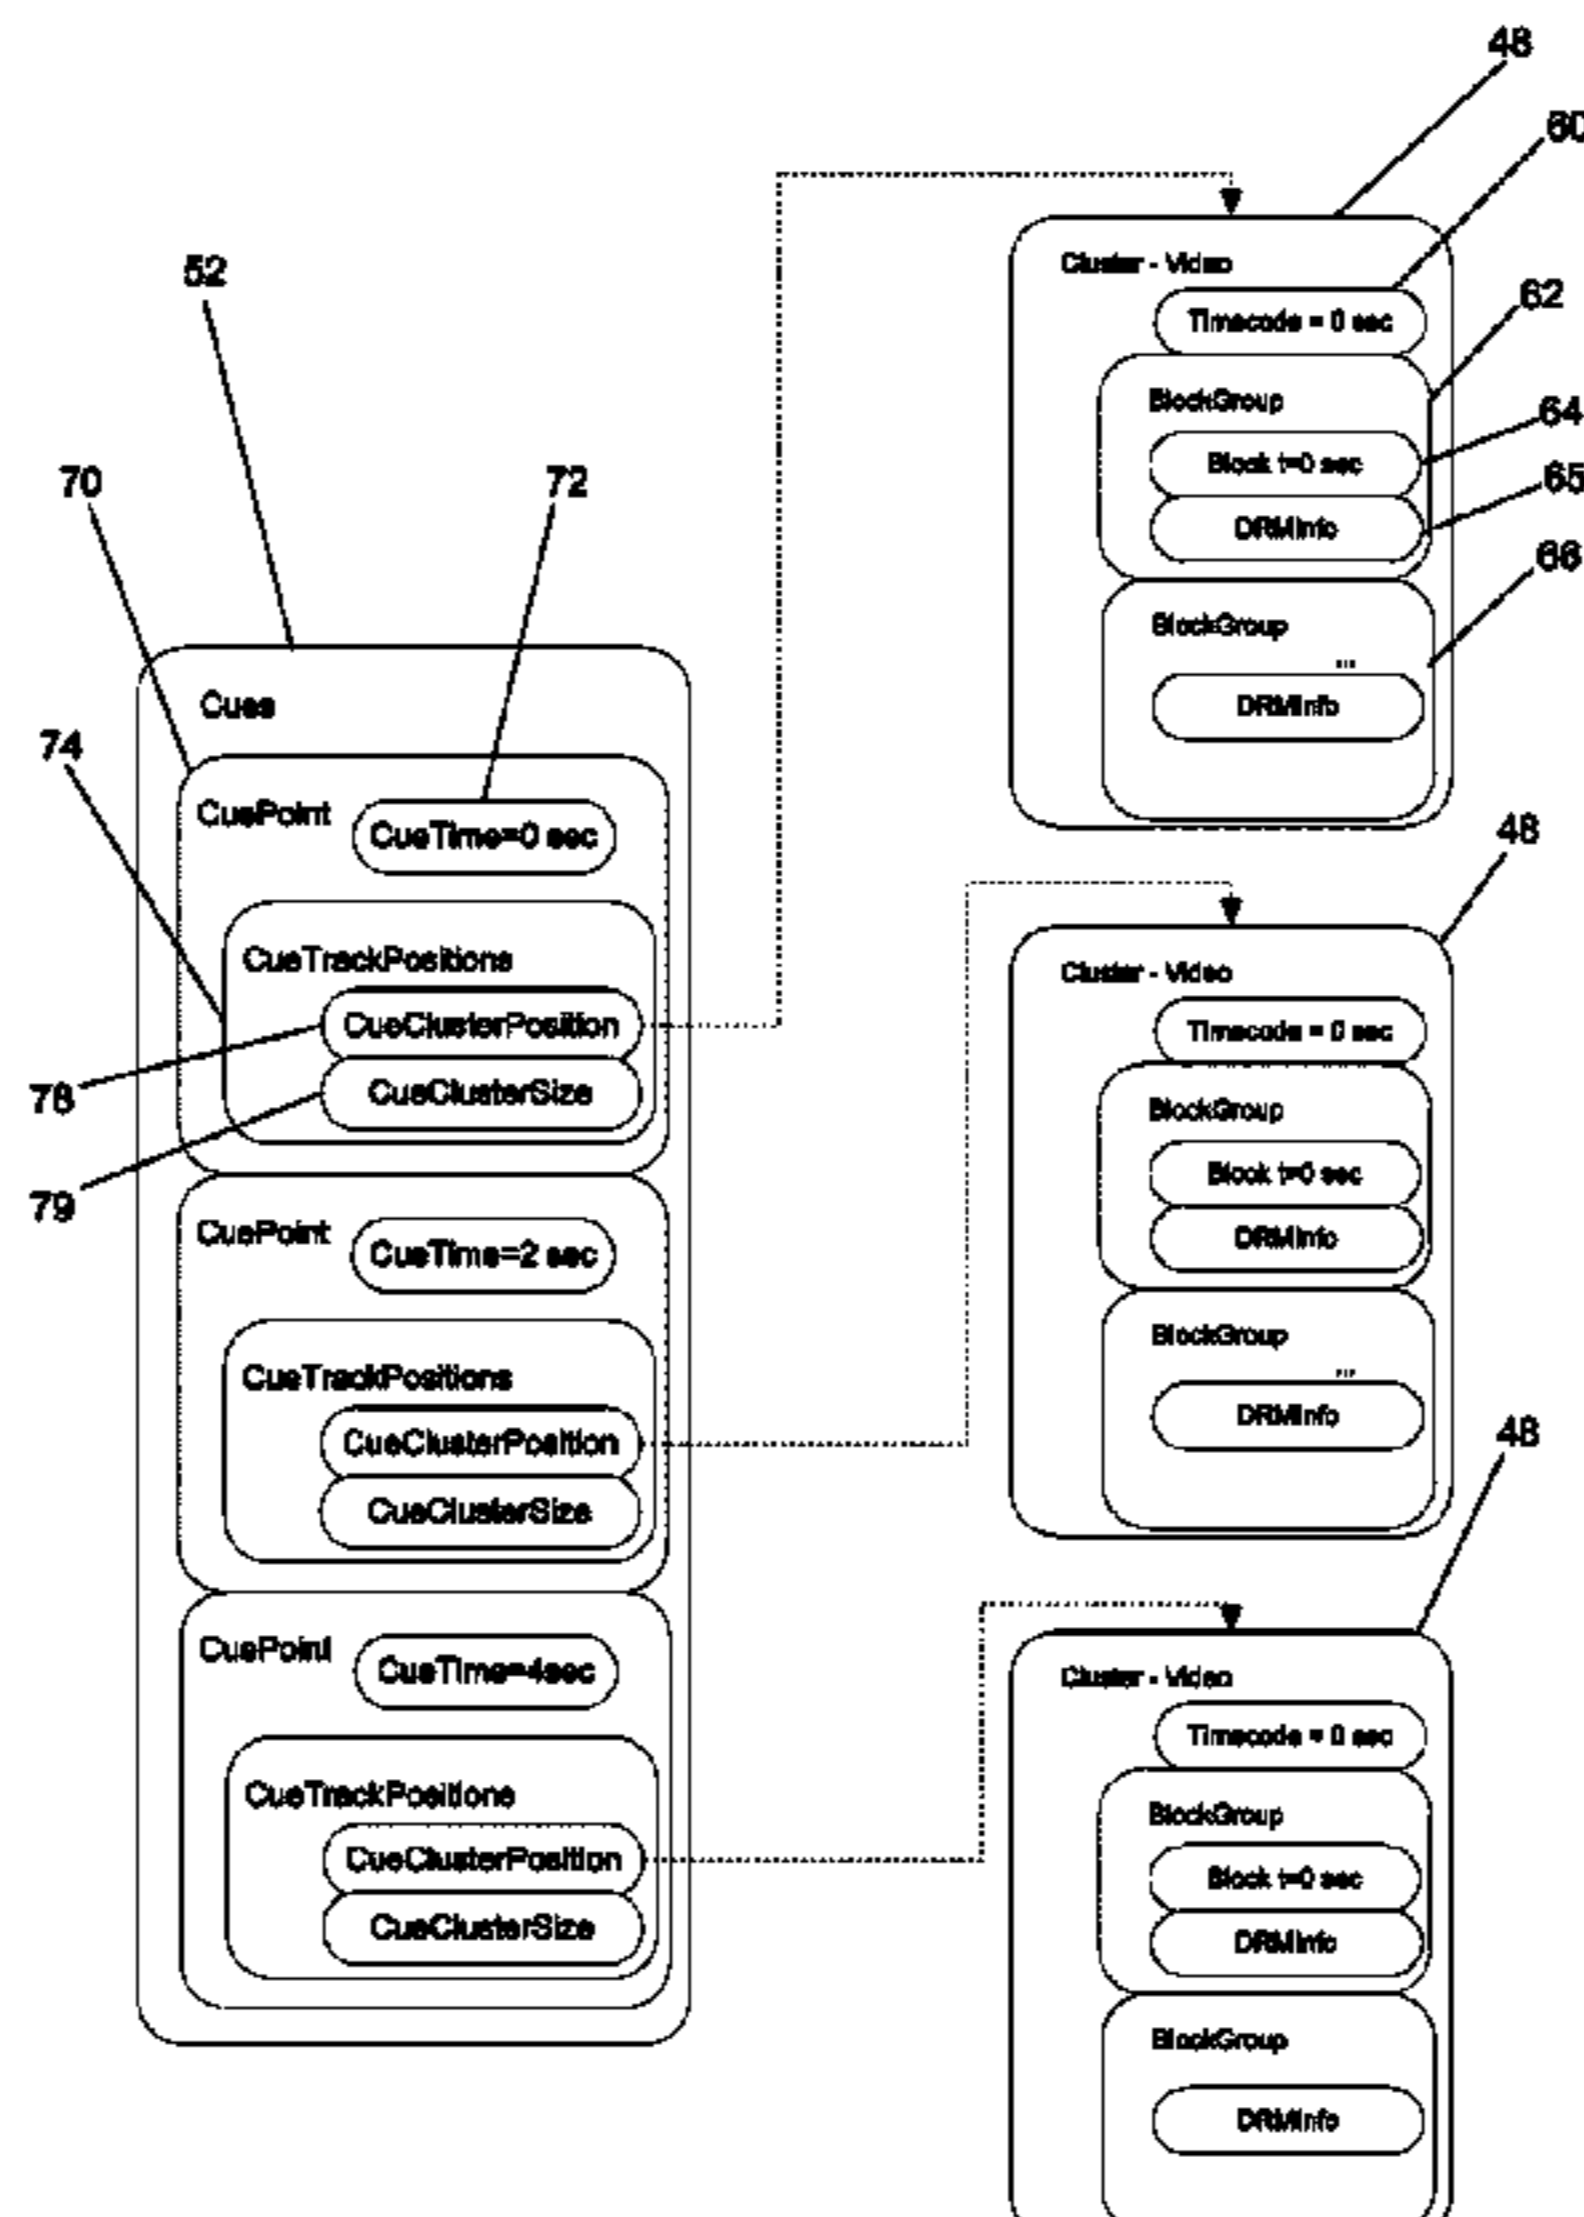 52
70
72
74
Cues
CuePoint
CueTime=0 sec
CueTrackPositions
CueClusterPosition
CueClusterSize
78
79
CuePoint
CueTime=2 sec
CueTrackPositions
CueClusterPosition
CueClusterSize
CuePoint
CueTime=4sec
CueTrackPositions
CueClusterPosition
CueClusterSize
48
60
Cluster - Video
Timecode = 0 sec
62
BlockGroup
64
Block t=0 sec
65
DRMInfo
66
BlockGroup
...
DRMInfo
48
Cluster - Video
Timecode = 0 sec
BlockGroup
Block t=0 sec
DRMInfo
BlockGroup
...
DRMInfo
48
Cluster - Video
Timecode = 0 sec
BlockGroup
Block t=0 sec
DRMInfo
BlockGroup
DRMInfo